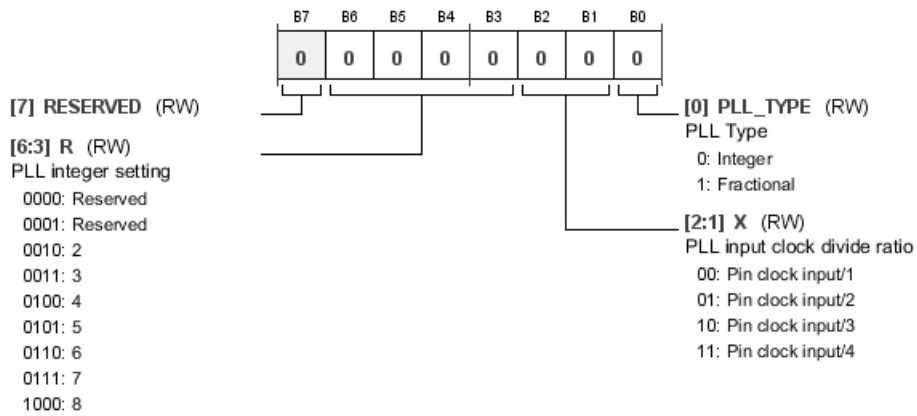 B7 B6 B5 B4 B3 B2 B1 B0
0 0 0 0 0 0 0 0
[7] RESERVED (RW)
[6:3] R (RW)
PLL integer setting
0000: Reserved
0001: Reserved
0010: 2
0011: 3
0100: 4
0101: 5
0110: 6
0111: 7
1000: 8
[0] PLL_TYPE (RW)
PLL Type
0: Integer
1: Fractional
[2:1] X (RW)
PLL input clock divide ratio
00: Pin clock input/1
01: Pin clock input/2
10: Pin clock input/3
11: Pin clock input/4